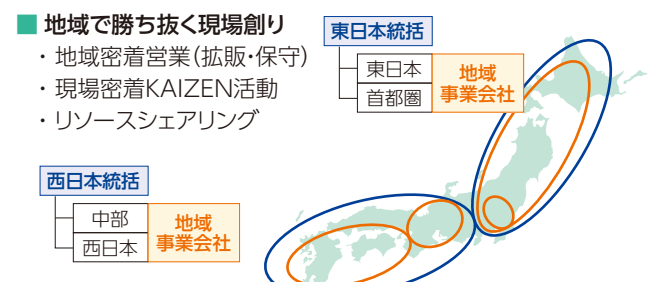 ■ 地域で勝ち抜く現場創り
・ 地域密着営業(拡販・保守)
・ 現場密着KAIZEN活動
・ リソースシェアリング
東日本統括
東日本
首都圏
地域
事業会社
西日本統括
中部
西日本
地域
事業会社